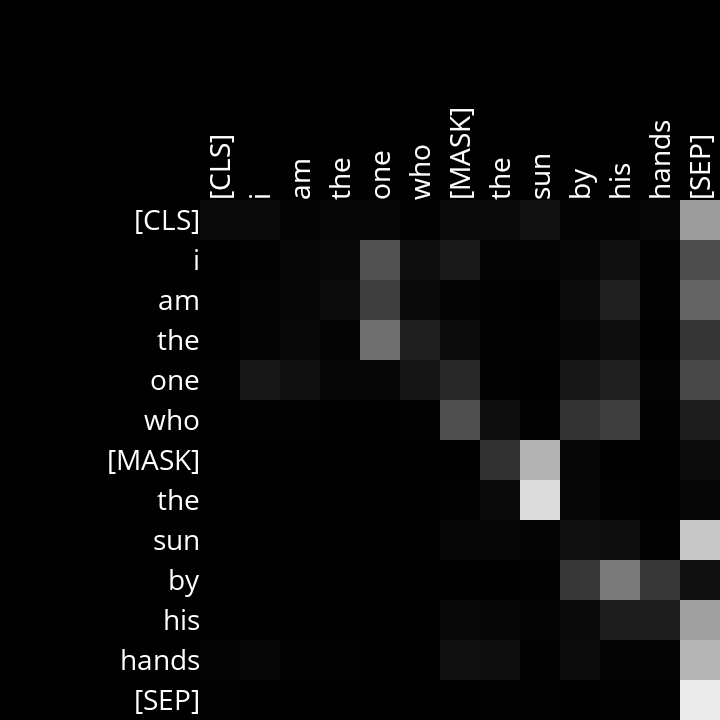 [CLS] i am the one who [MASK] the sun by his hands [SEP]
[CLS]
i
am
the
one
who
[MASK]
the
sun
by
his
hands
[SEP]